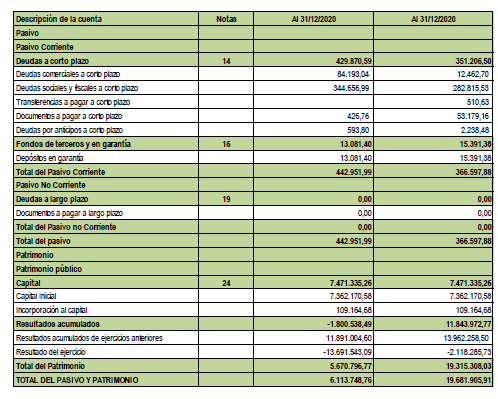 Descripción de la cuenta Notas Al 31/12/2020 Al 31/12/2020
Pasivo
Pasivo Corriente
Deudas a corto plazo 14 429.870,59 351.206,50
Deudas comerciales a corto plazo 84.193,04 12.462,70
Deudas sociales y fiscales a corto plazo 344.656,99 282.815,53
Transferencias a pagar a corto plazo 510,63
Documentos a pagar a corto plazo 426,76 53.179,16
Deudas por anticipos a corto plazo 593,80 2.238,48
Fondos de terceros y en garantía 16 13.081,40 15.391,38
Depósitos en garantía 13.081,40 15.391,38
Total del Pasivo Corriente 442.951,99 366.597,88
Pasivo No Corriente
Deudas a largo plazo 19 0,00 0,00
Documentos a pagar a largo plazo 0,00 0,00
Total del Pasivo no Corriente 0,00 0,00
Total del pasivo 442.951,99 366.597,88
Patrimonio
Patrimonio público
Capital 24 7.471.335,26 7.471.335,26
Capital Inicial 7.362.170,58 7.362.170,58
Incorporación al capital 109.164,68 109.164,68
Resultados acumulados -1.800.538,49 11.843.972,77
Resultados acumulados de ejercicios anteriores 11.891.004,60 13.962.258,50
Resultado del ejercicio -13.691.543,09 -2.118.285,73
Total del Patrimonio 5.670.796,77 19.315.308,03
TOTAL DEL PASIVO Y PATRIMONIO 6.113.748,76 19.681.905,91